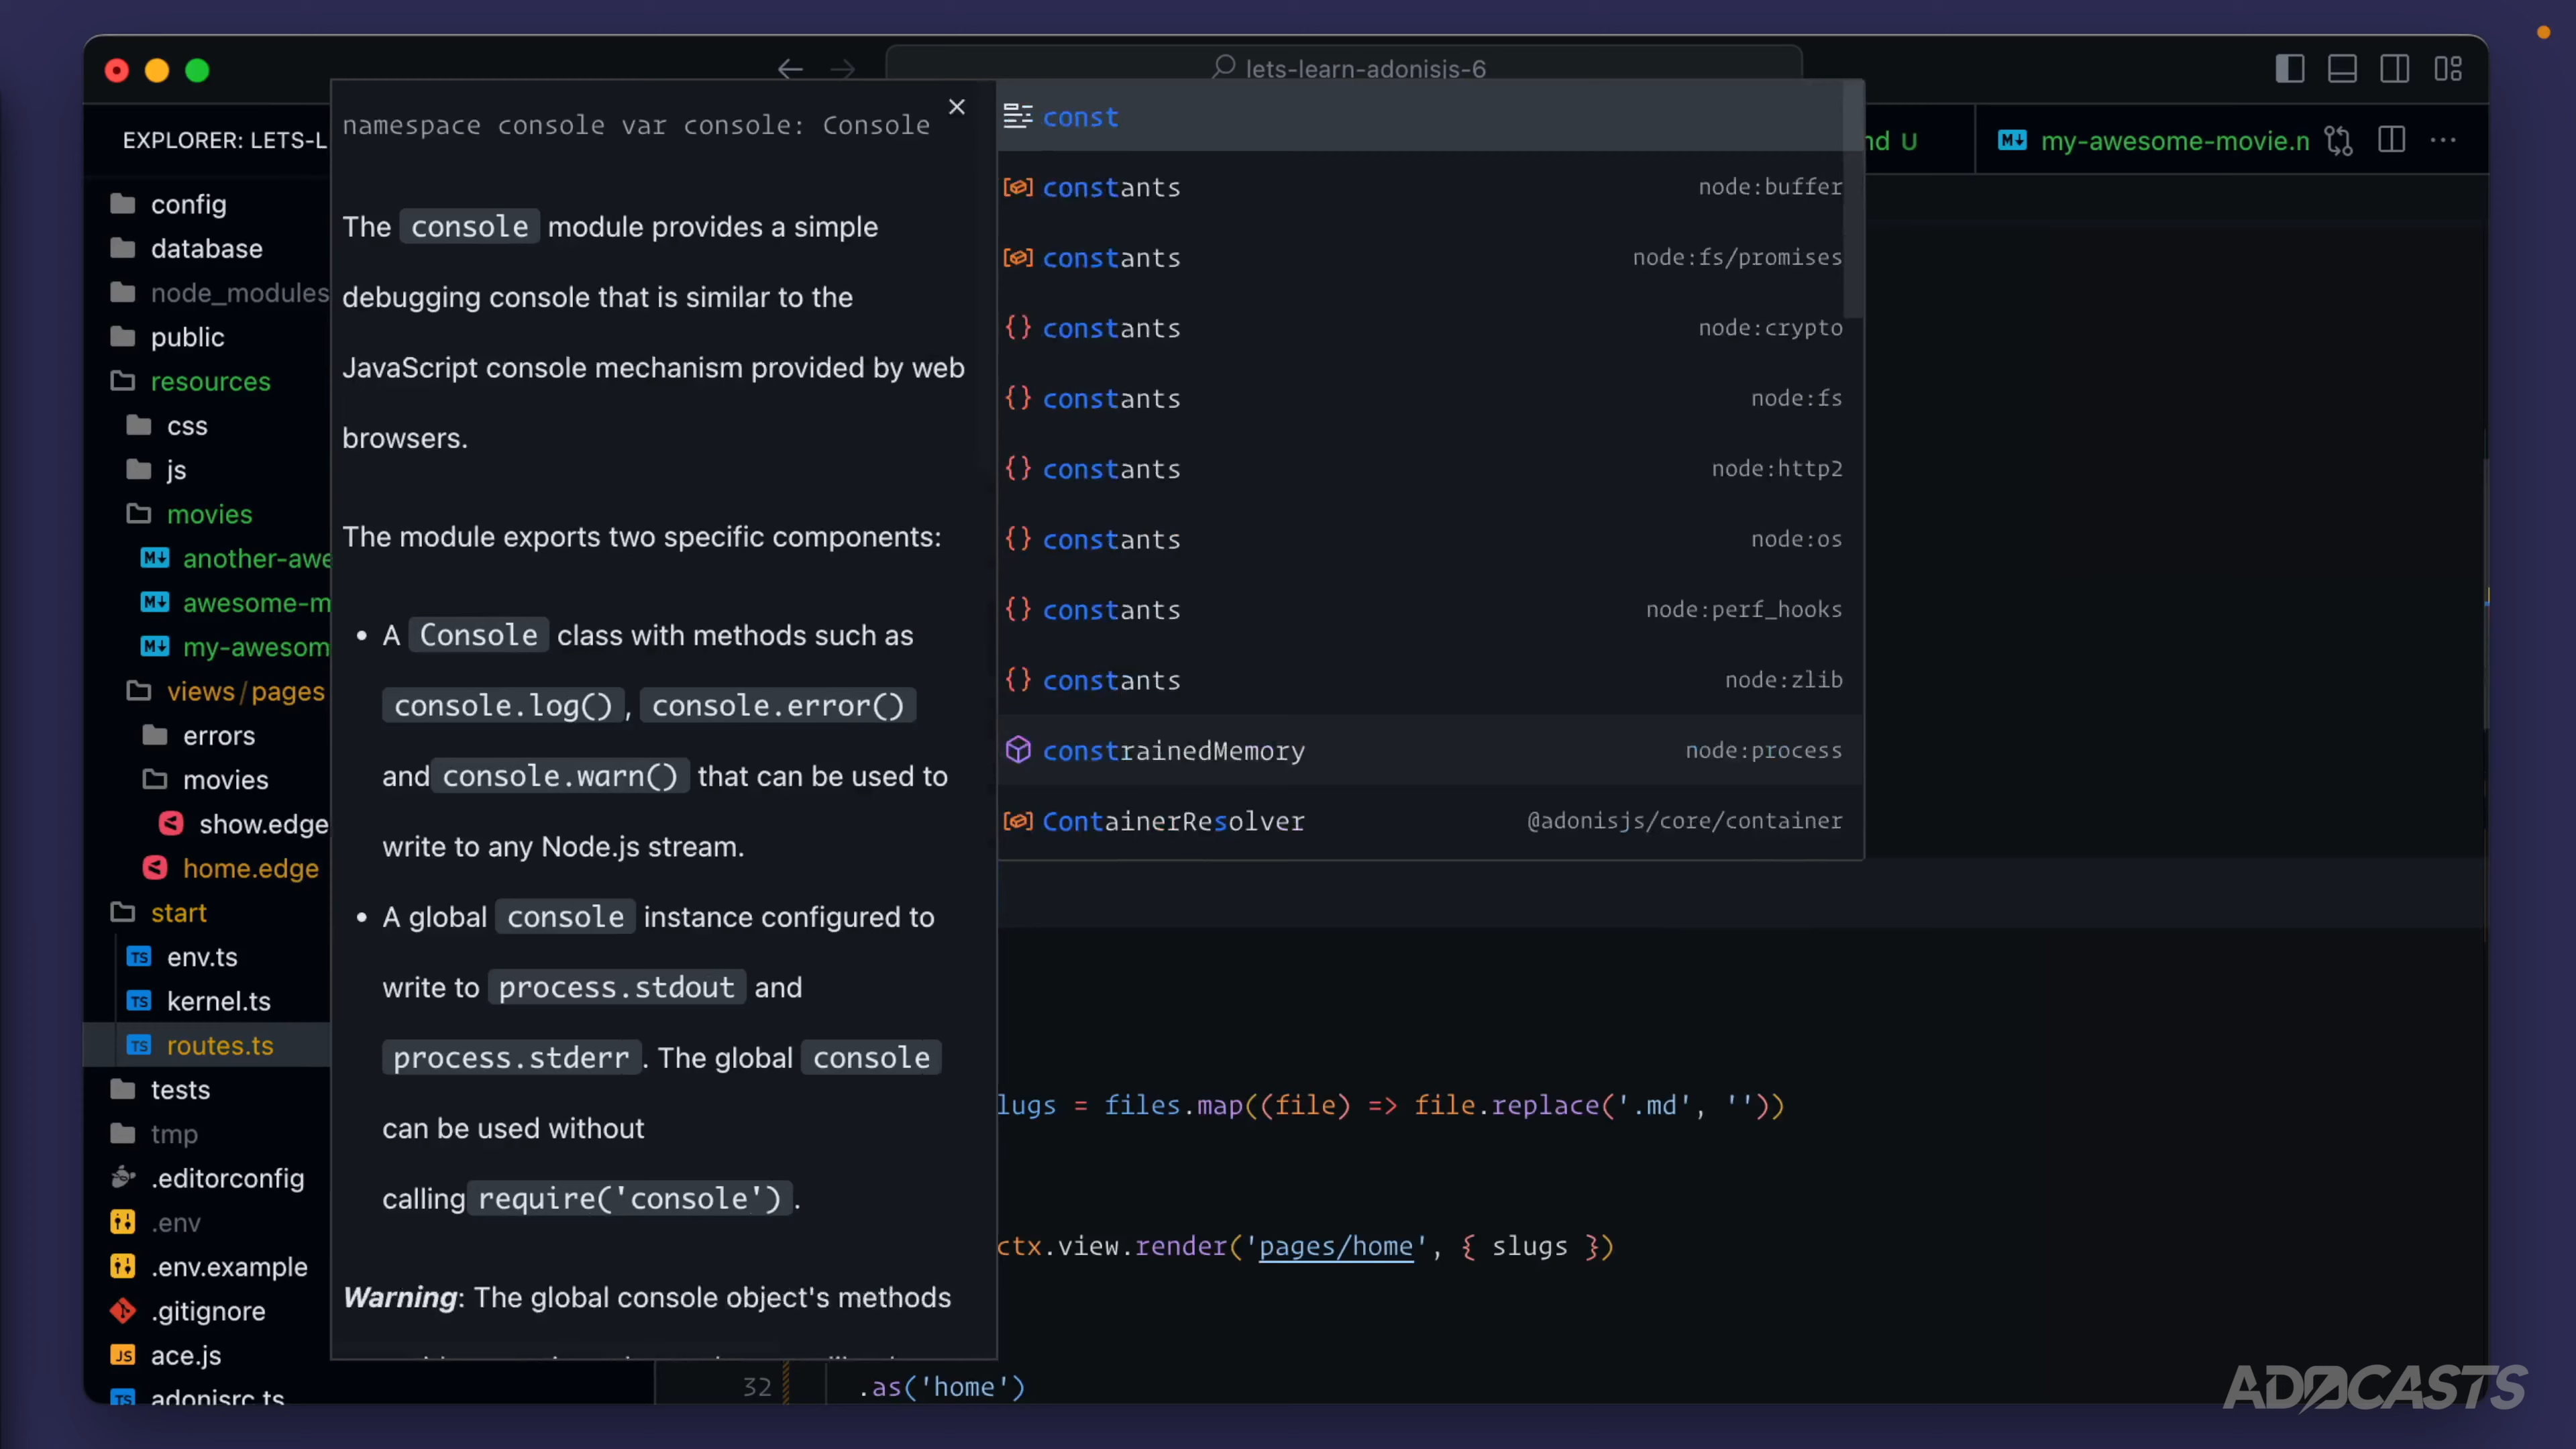 lets-learn-adonisjs-6
EXPLORER: LETS-L
nd U
my-awesome-movie.n
config
database
node_modules
public
resources
css
js
movies
another-awe
awesome-m
my-awesom
views/pages
errors
movies
show.edge
home.edge
start
env.ts
kernel.ts
routes.ts
tests
tmp
.editorconfig
.env
.env.example
.gitignore
ace.js
adonisrc.ts
namespace console var console: Console
The console module provides a simple
debugging console that is similar to the
JavaScript console mechanism provided by web
browsers.
The module exports two specific components:
• A Console class with methods such as
console.log(), console.error()
and console.warn() that can be used to
write to any Node.js stream.
• A global console instance configured to
write to process.stdout and
process.stderr. The global console
can be used without
calling require('console').
Warning: The global console object's methods
const
constants node:buffer
constants node:fs/promises
constants node:crypto
constants node:fs
constants node:http2
constants node:os
constants node:perf_hooks
constants node:zlib
constrainedMemory node:process
ContainerResolver @adonisjs/core/container
lugs = files.map((file) => file.replace('.md', ''))
ctx.view.render('pages/home', { slugs })
32 .as('home')
ADOCASTS